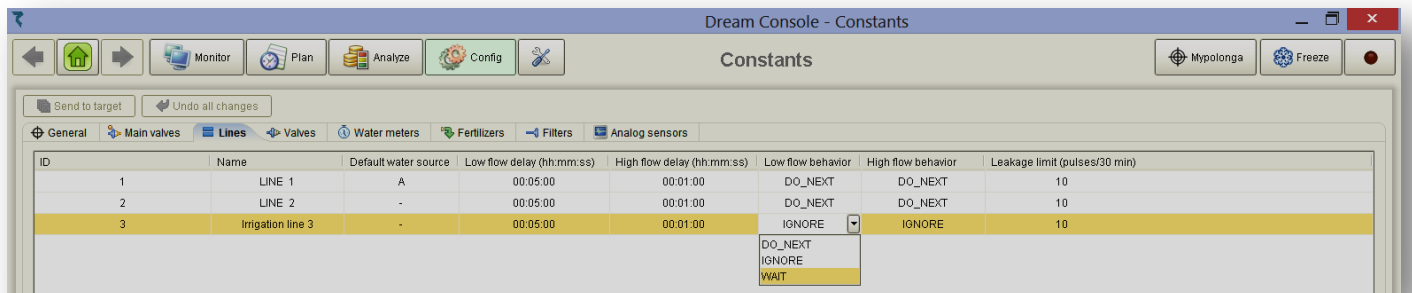 Dream Console - Constants
Monitor Plan Analyze Config Constants Mypolonga Freeze
Send to target Undo all changes
General Main valves Lines Valves Water meters Fertilizers Filters Analog sensors
ID Name Default water source Low flow delay (hh:mm:ss) High flow delay (hh:mm:ss) Low flow behavior High flow behavior Leakage limit (pulses/30 min)
1 LINE 1 A 00:05:00 00:01:00 DO_NEXT DO_NEXT 10
2 LINE 2 - 00:05:00 00:01:00 DO_NEXT DO_NEXT 10
3 Irrigation line 3 - 00:05:00 00:01:00 IGNORE IGNORE 10
DO_NEXT
IGNORE
WAIT